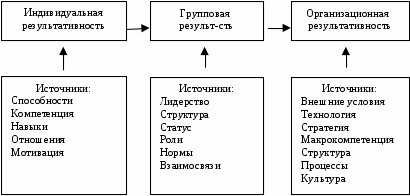 Индивидуальная
результативность
Групповая
результ-сть
Организационная
результативность
Источники:
Способности
Компетенция
Навыки
Отношения
Мотивация
Источники:
Лидерство
Структура
Статус
Роли
Нормы
Взаимосвязи
Источники:
Внешние условия
Технология
Стратегия
Макрокомпетенция
Структура
Процессы
Культура